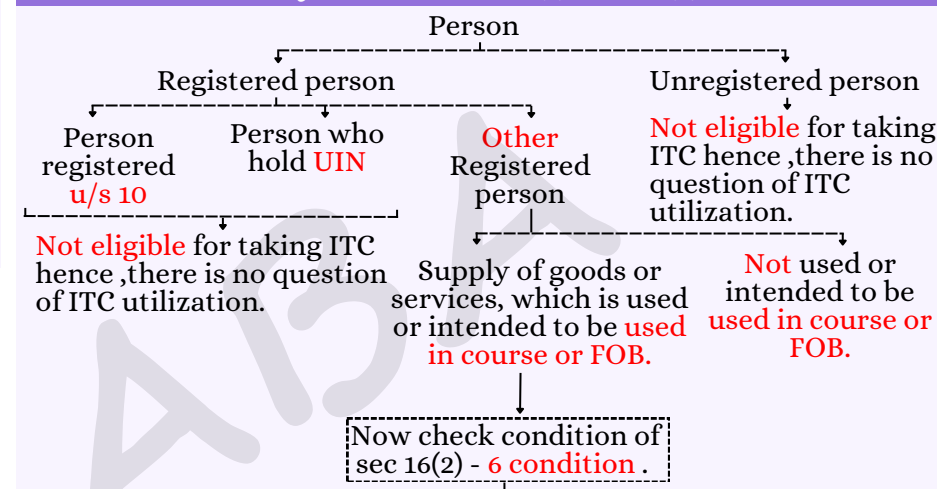 Person
Registered person
Unregistered person
Person
registered
u/s 10
Person who
hold UIN
Other
Registered
person
Not eligible for taking
ITC hence ,there is no
question of ITC
utilization.
Not eligible for taking ITC
hence ,there is no question
of ITC utilization.
Supply of goods or
services, which is used
or intended to be used
in course or FOB.
Not used or
intended to be
used in course or
FOB.
Now check condition of
sec 16(2) - 6 condition .
ABA